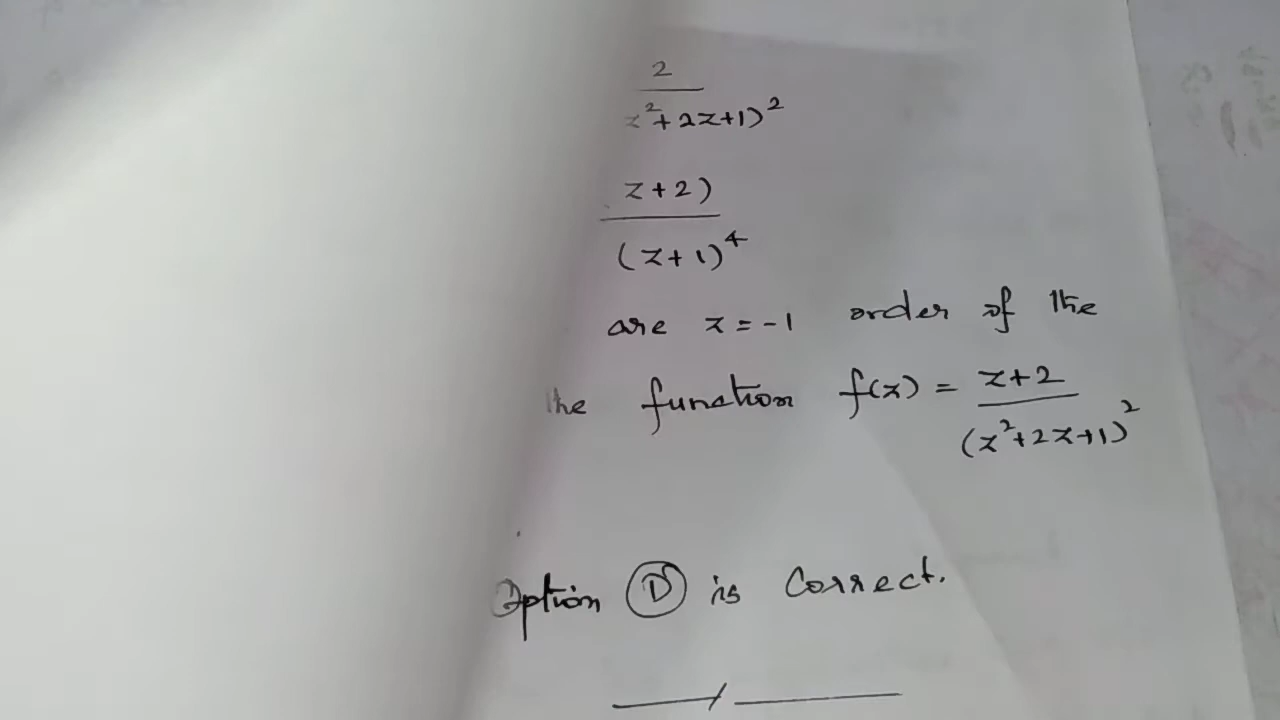 2
z²+2z+1)²
z+2)
(z+1)⁴
are z=-1 order of the
the function f(z) = z+2
(z²+2z+1)²
Option D is Correct.